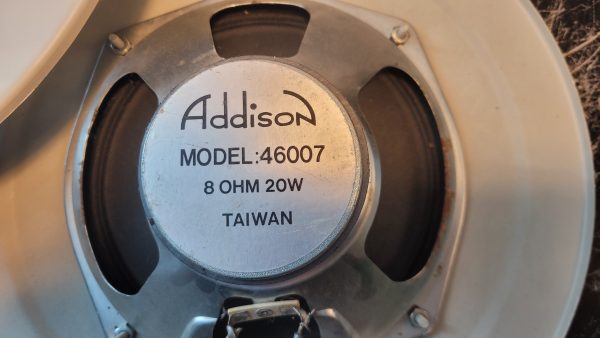 Addison
MODEL:46007
8 OHM 20W
TAIWAN